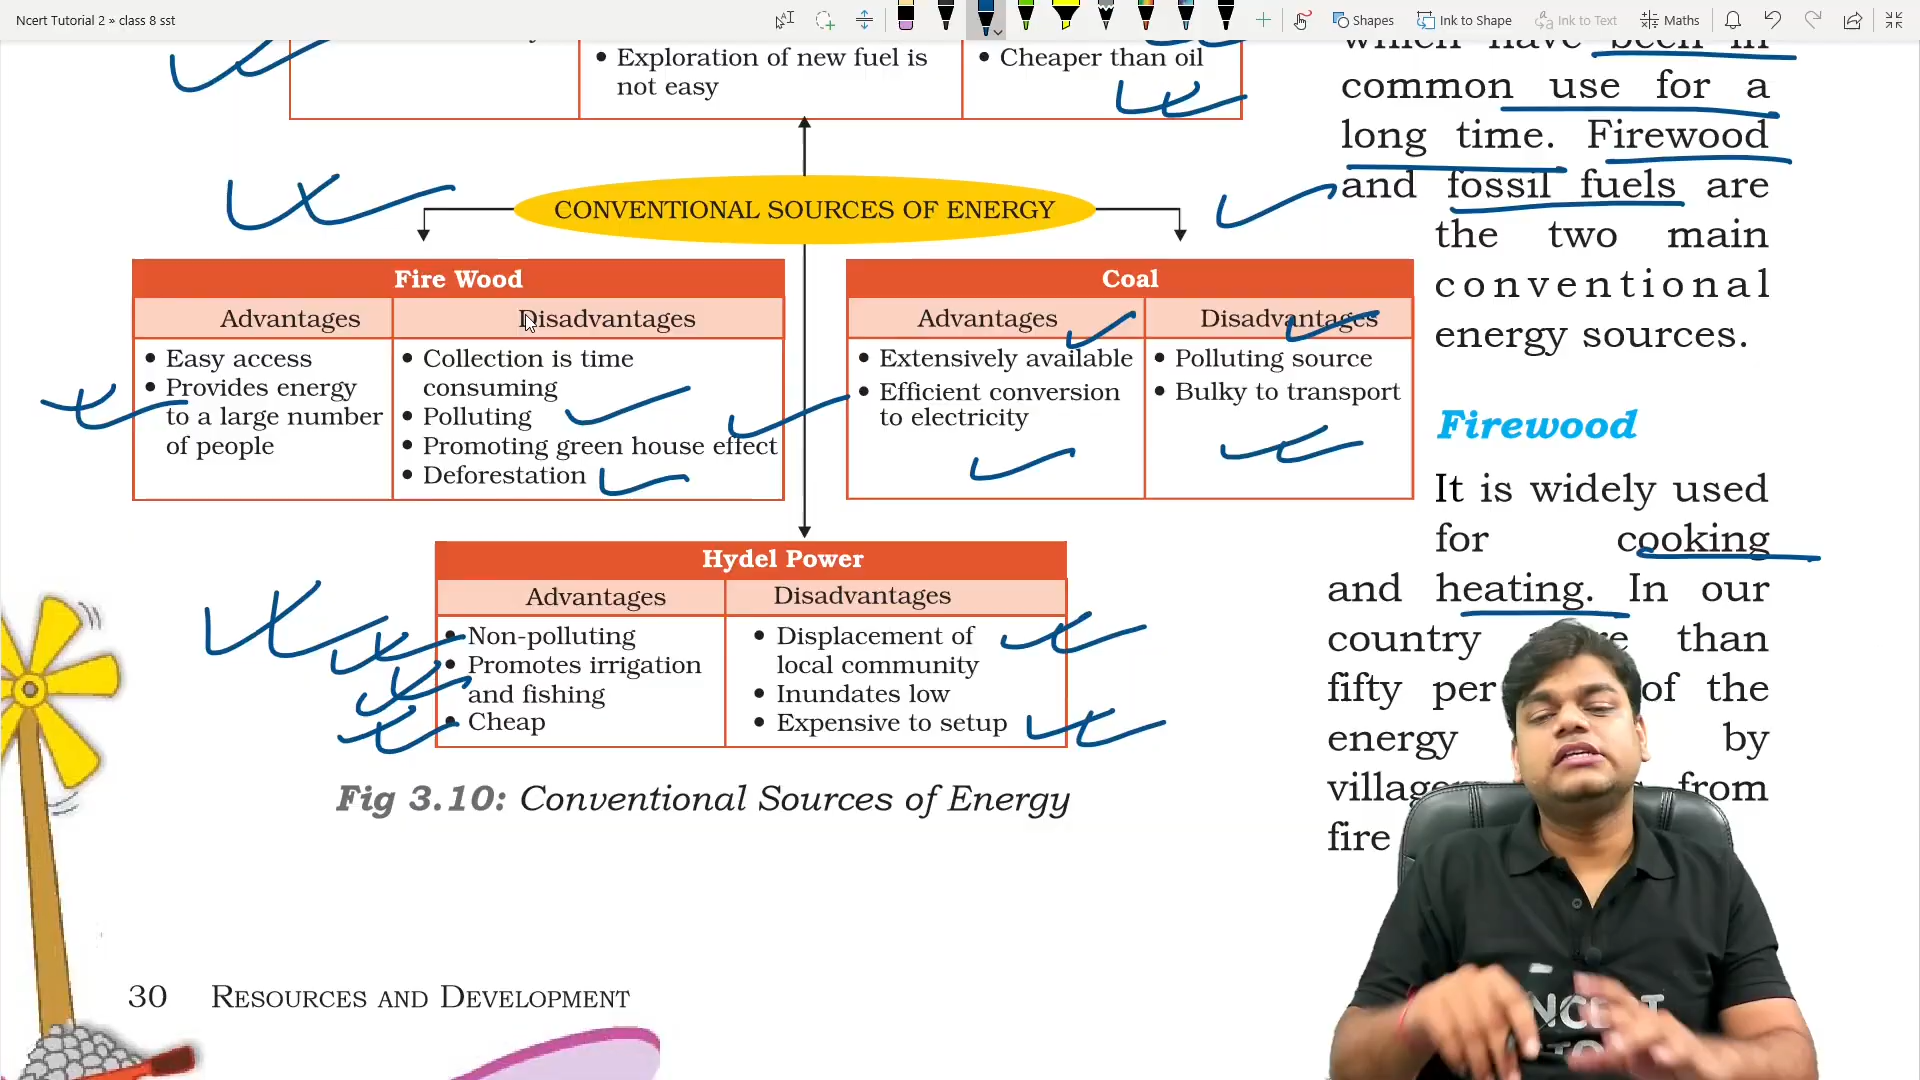 Ncert Tutorial 2 » class 8 sst
Shapes
Ink to Shape
Ink to Text
Maths
• Exploration of new fuel is
not easy
• Cheaper than oil
CONVENTIONAL SOURCES OF ENERGY
Fire Wood
Advantages
Disadvantages
• Easy access
• Provides energy
to a large number
of people
• Collection is time
consuming
• Polluting
• Promoting green house effect
• Deforestation
Coal
Advantages
Disadvantages
• Extensively available
• Efficient conversion
to electricity
• Polluting source
• Bulky to transport
Hydel Power
Advantages
Disadvantages
• Non-polluting
• Promotes irrigation
and fishing
• Cheap
• Displacement of
local community
• Inundates low
• Expensive to setup
Fig 3.10: Conventional Sources of Energy
30 RESOURCES AND DEVELOPMENT
which have been in
common use for a
long time. Firewood
and fossil fuels are
the two main
conventional
energy sources.
Firewood
It is widely used
for cooking
and heating. In our
country than
fifty per of the
energy by
from
fire